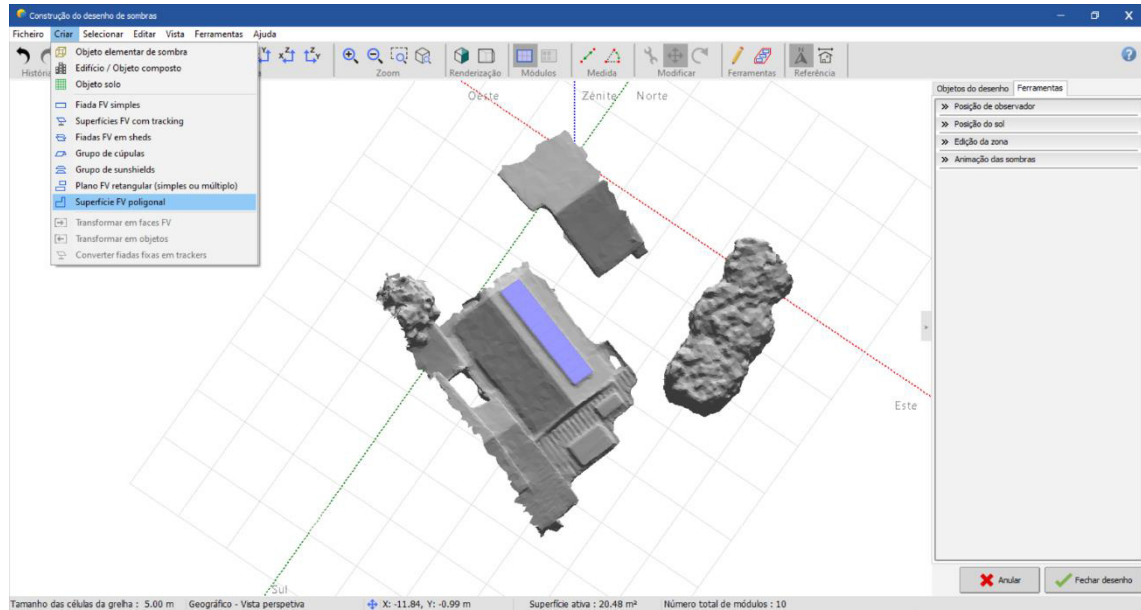 Construção do desenho de sombras
Ficheiro Criar Selecionar Editar Vista Ferramentas Ajuda
Zoom Renderização Módulos Medida Modificar Ferramentas Referência
Objeto elementar de sombra
Edifício / Objeto composto
Objeto solo
Fiada FV simples
Superfícies FV com tracking
Fiadas FV em sheds
Grupo de cúpulas
Grupo de sunshields
Plano FV retangular (simples ou múltiplo)
Superfície FV poligonal
Transformar em faces FV
Transformar em objetos
Converter fiadas fixas em trackers
Oeste Zênite Norte
Este
Sul
Objetos do desenho Ferramentas
» Posição de observador
» Posição do sol
» Edição da zona
» Animação das sombras
Anular Fechar desenho
Tamanho das células da grelha : 5.00 m Geográfico - Vista perspetiva X: -11.84, Y: -0.99 m Superfície ativa : 20.48 m² Número total de módulos : 10